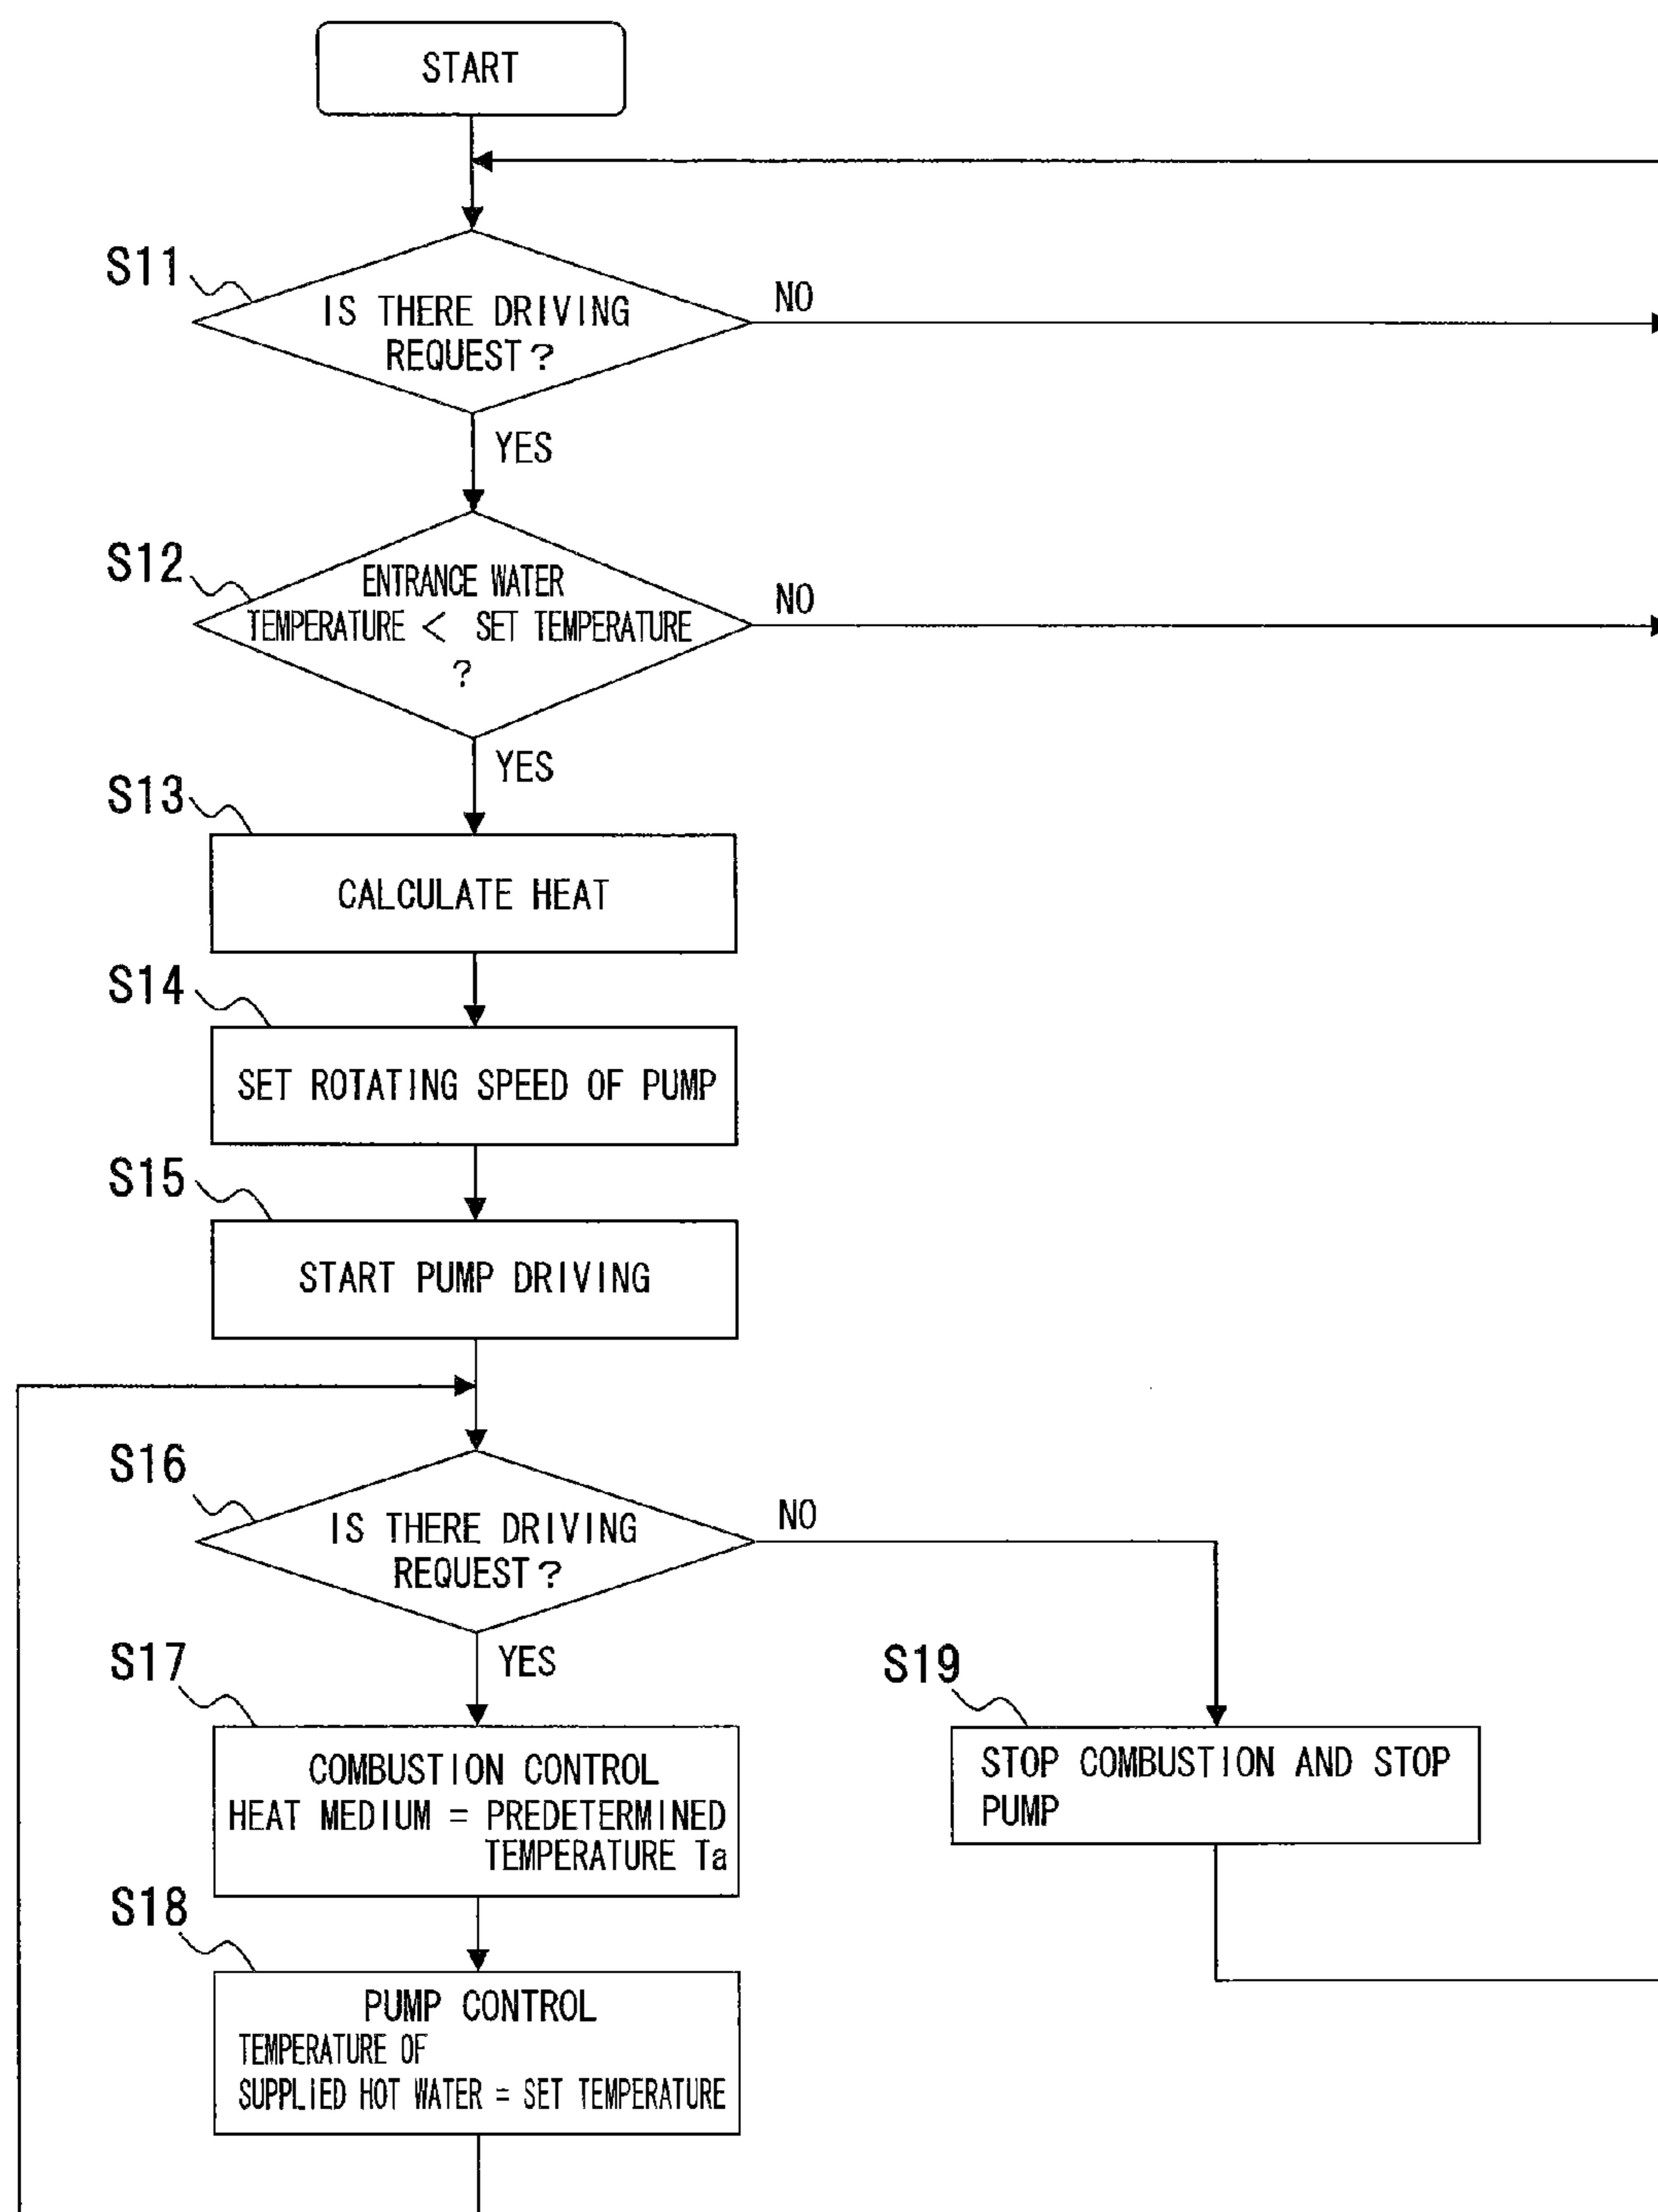 START
S11
IS THERE DRIVING
REQUEST?
NO
YES
S12
ENTRANCE WATER
TEMPERATURE < SET TEMPERATURE
?
NO
YES
S13
CALCULATE HEAT
S14
SET ROTATING SPEED OF PUMP
S15
START PUMP DRIVING
S16
IS THERE DRIVING
REQUEST?
NO
YES
S17
COMBUSTION CONTROL
HEAT MEDIUM = PREDETERMINED
TEMPERATURE Ta
S19
STOP COMBUSTION AND STOP
PUMP
S18
PUMP CONTROL
TEMPERATURE OF
SUPPLIED HOT WATER = SET TEMPERATURE